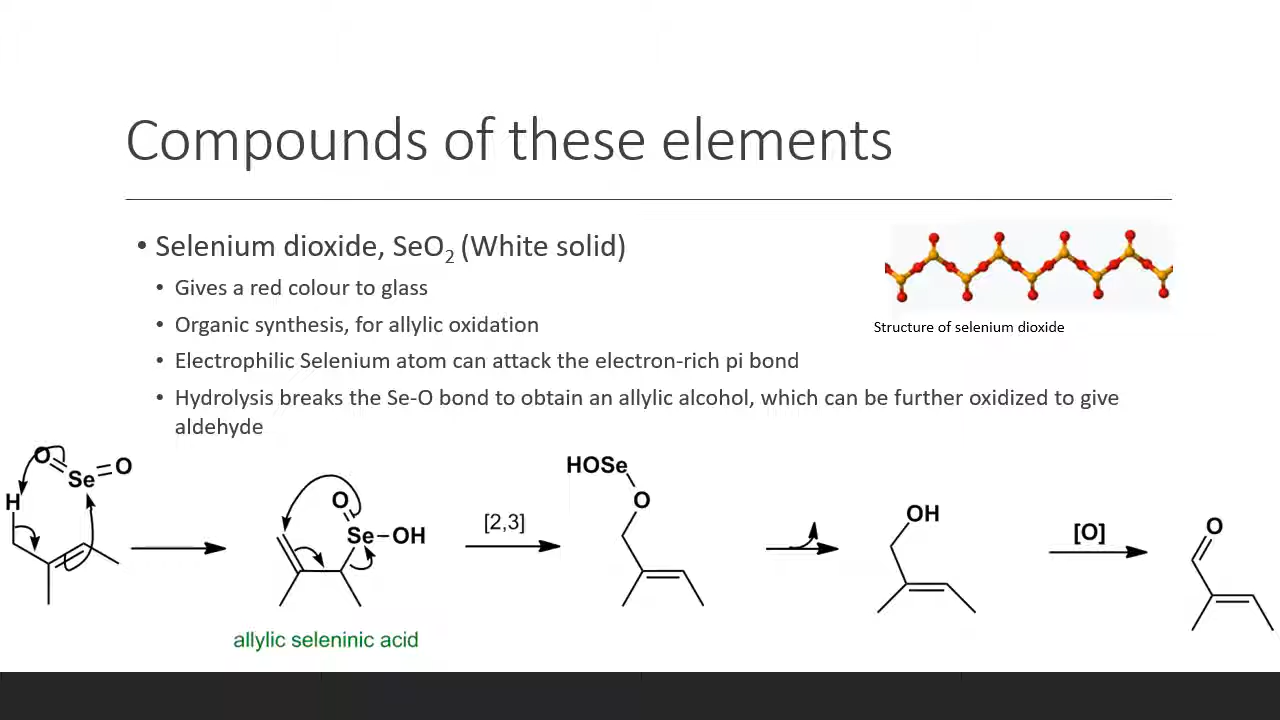 Compounds of these elements
• Selenium dioxide, SeO₂ (White solid)
• Gives a red colour to glass
• Organic synthesis, for allylic oxidation
• Electrophilic Selenium atom can attack the electron-rich pi bond
• Hydrolysis breaks the Se-O bond to obtain an allylic alcohol, which can be further oxidized to give
aldehyde
Structure of selenium dioxide
O
Se=O
H
O
Se-OH
allylic seleninic acid
[2,3]
HOSe
O
OH
[O]
O